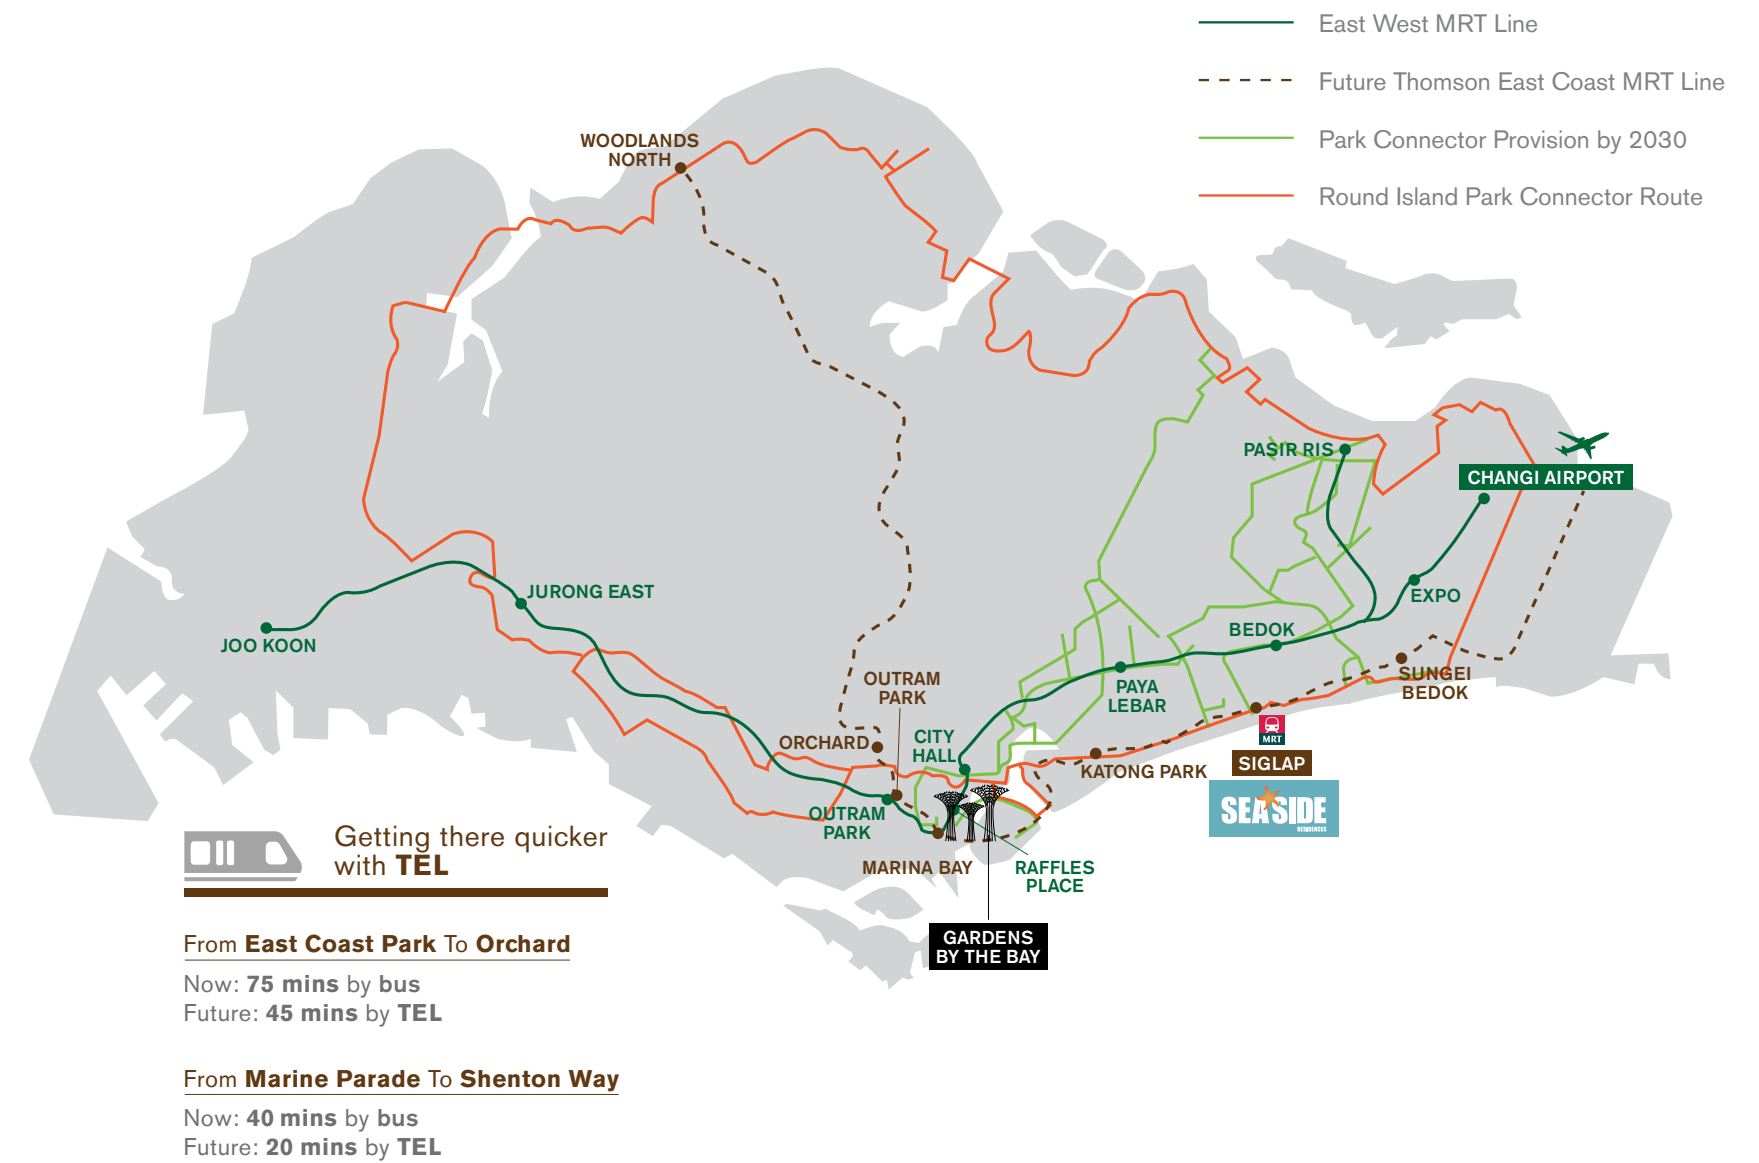 East West MRT Line
Future Thomson East Coast MRT Line
Park Connector Provision by 2030
Round Island Park Connector Route
WOODLANDS
NORTH
PASIR RIS
CHANGI AIRPORT
JURONG EAST
EXPO
JOO KOON
BEDOK
SUNGEI
BEDOK
OUTRAM
PARK
PAYA
LEBAR
ORCHARD
CITY
HALL
MRT
KATONG PARK
SIGLAP
SEASIDE
RESIDENCES
OUTRAM
PARK
MARINA BAY
RAFFLES
PLACE
GARDENS
BY THE BAY
Getting there quicker
with TEL
From East Coast Park To Orchard
Now: 75 mins by bus
Future: 45 mins by TEL
From Marine Parade To Shenton Way
Now: 40 mins by bus
Future: 20 mins by TEL